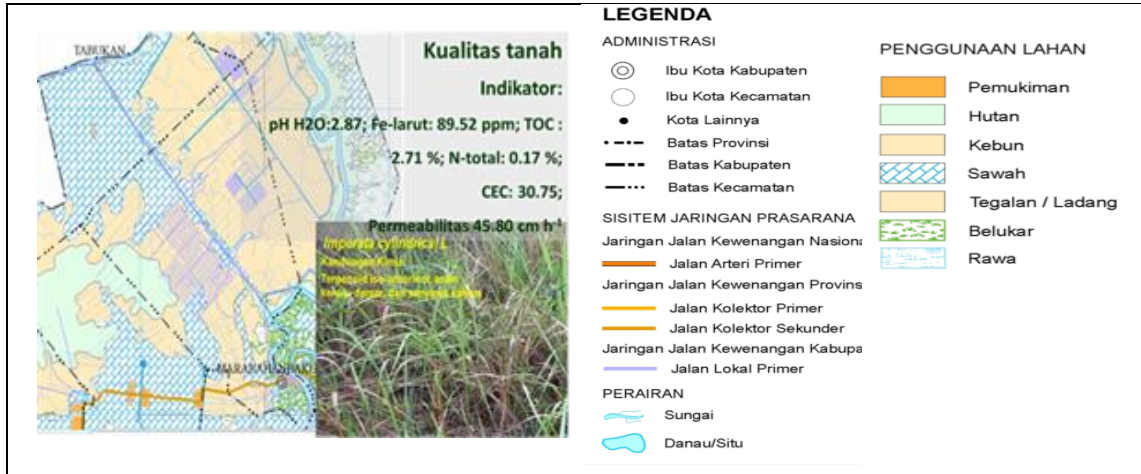 TABUKAN
Kualitas tanah
Indikator:
pH H2O:2.87; Fe-larut: 89.52 ppm; TOC :
2.71 %; N-total: 0.17 %;
CEC: 30.75;
Permeabilitas 45.80 cm h-1
Imperata cylindrical L
LEGENDA
ADMINISTRASI
Ibu Kota Kabupaten
Ibu Kota Kecamatan
Kota Lainnya
Batas Provinsi
Batas Kabupaten
Batas Kecamatan
SISITEM JARINGAN PRASARANA
Jaringan Jalan Kewenangan Nasiona
Jalan Arteri Primer
Jaringan Jalan Kewenangan Provins
Jalan Kolektor Primer
Jalan Kolektor Sekunder
Jaringan Jalan Kewenangan Kabupa
Jalan Lokal Primer
PERAIRAN
Sungai
Danau/Situ
PENGGUNAAN LAHAN
Pemukiman
Hutan
Kebun
Sawah
Tegalan / Ladang
Belukar
Rawa